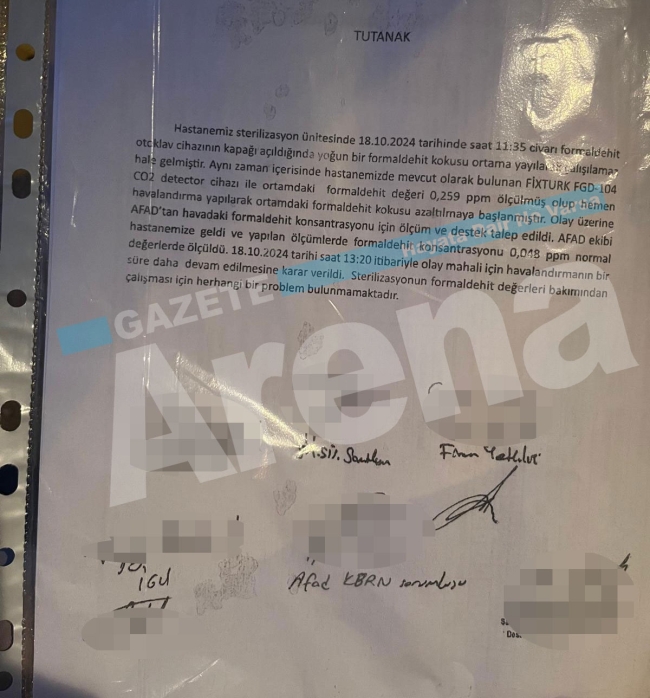 TUTANAK
Hastanemiz sterilizasyon ünitesinde 18.10.2024 tarihinde saat 11:35 civarı formaldehit
otoklav cihazının kapağı açıldığında yoğun bir formaldehit kokusu ortama yayılarak çalışılamaz
hale gelmiştir. Aynı zaman içerisinde hastanemizde mevcut olarak bulunan FİXTURK FGD-104
CO2 detector cihazı ile ortamdaki formaldehit değeri 0,259 ppm ölçülmüş olup hemen
havalandırma yapılarak ortamdaki formaldehit kokusu azaltılmaya başlanmıştır. Olay üzerine
AFAD'tan havadaki formaldehit konsantrasyonu için ölçüm ve destek talep edildi. AFAD ekibi
hastanemize geldi ve yapılan ölçümlerde formaldehit konsantrasyonu 0,048 ppm normal
değerlerde ölçüldü. 18.10.2024 tarihi saat 13:20 itibariyle olay mahali için havalandırmanın bir
süre daha devam edilmesine karar verildi. Sterilizasyonun formaldehit değerleri bakımından
çalışması için herhangi bir problem bulunmamaktadır.
GAZETE
Arena
İGU
Afad KBRN sorumlusu